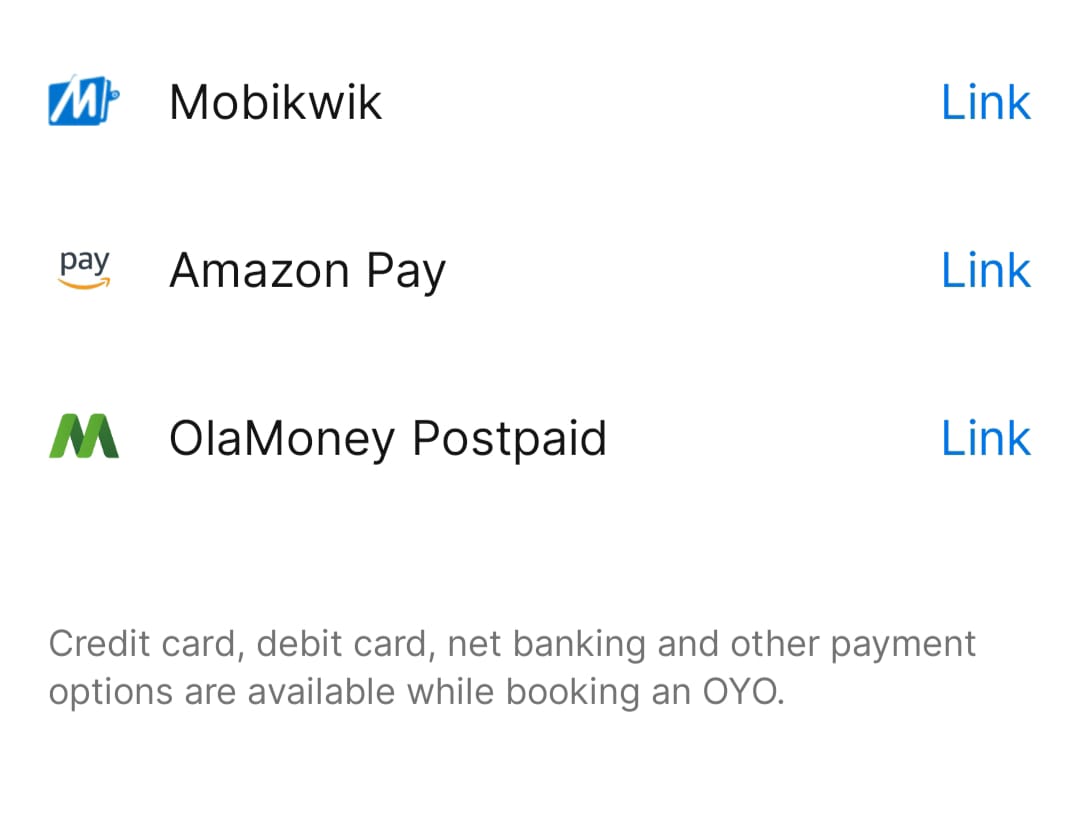 Mobikwik Link
pay Amazon Pay Link
OlaMoney Postpaid Link
Credit card, debit card, net banking and other payment
options are available while booking an OYO.